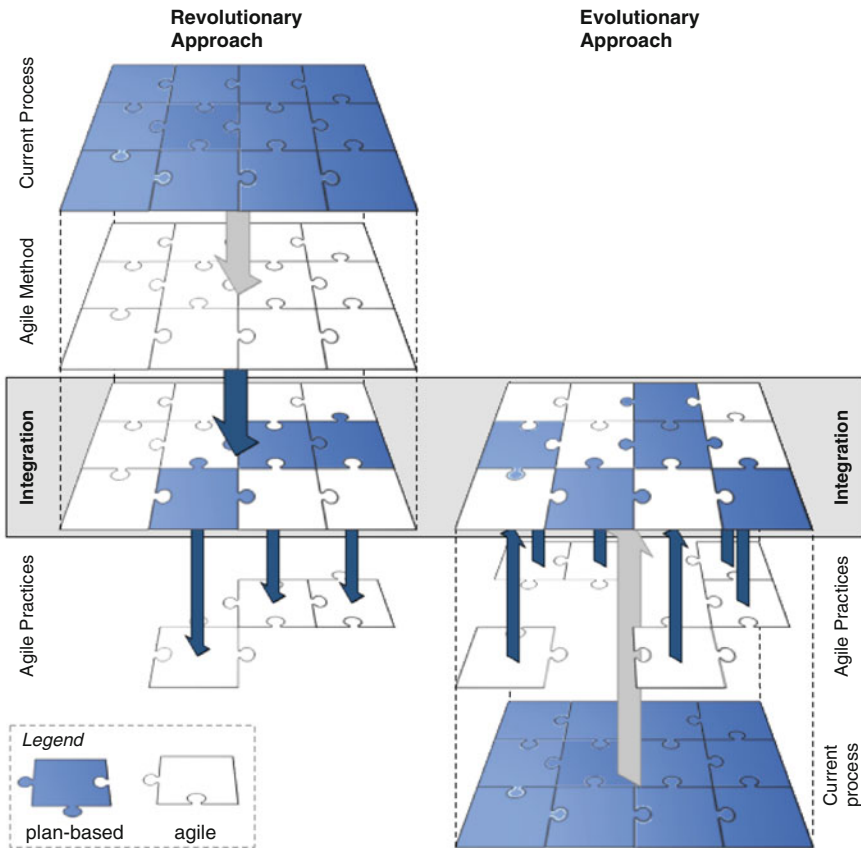 Revolutionary
Approach
Evolutionary
Approach
Current Process
Agile Method
Integration
Integration
Agile Practices
Agile Practices
Current
process
Legend
plan-based
agile